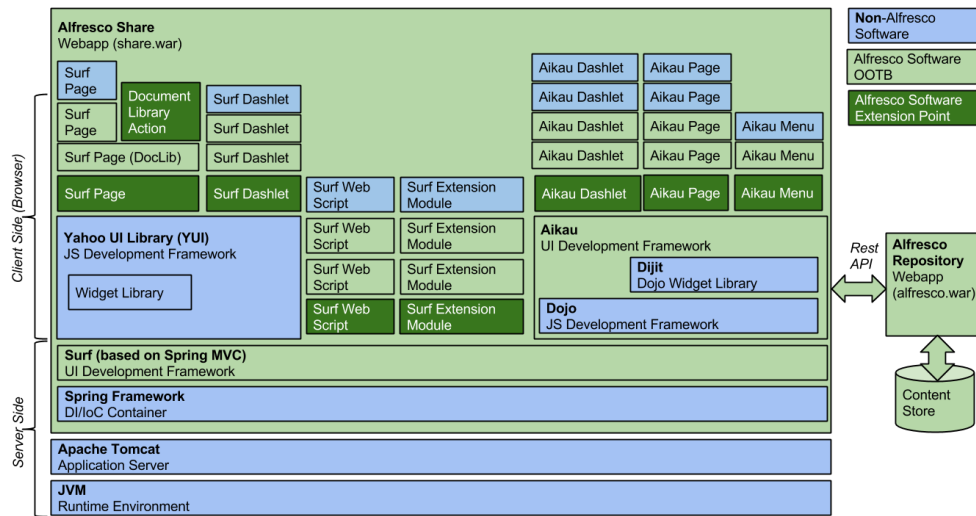 Alfresco Share
Webapp (share.war)
Non-Alfresco
Software
Alfresco Software
OOTB
Alfresco Software
Extension Point
Client Side (Browser)
Server Side
Surf
Page
Surf
Page
Document
Library
Action
Surf Page (DocLib)
Surf Page
Surf Dashlet
Surf Dashlet
Surf Dashlet
Surf Dashlet
Surf Web
Script
Surf Extension
Module
Surf Web
Script
Surf Extension
Module
Surf Web
Script
Surf Extension
Module
Surf Web
Script
Surf Extension
Module
Aikau Dashlet
Aikau Page
Aikau Dashlet
Aikau Page
Aikau Dashlet
Aikau Page
Aikau Menu
Aikau Dashlet
Aikau Page
Aikau Menu
Aikau Dashlet
Aikau Page
Aikau Menu
Yahoo UI Library (YUI)
JS Development Framework
Widget Library
Aikau
UI Development Framework
Dijit
Dojo Widget Library
Dojo
JS Development Framework
Rest
API
Alfresco
Repository
Webapp
(alfresco.war)
Content
Store
Surf (based on Spring MVC)
UI Development Framework
Spring Framework
DI/IoC Container
Apache Tomcat
Application Server
JVM
Runtime Environment